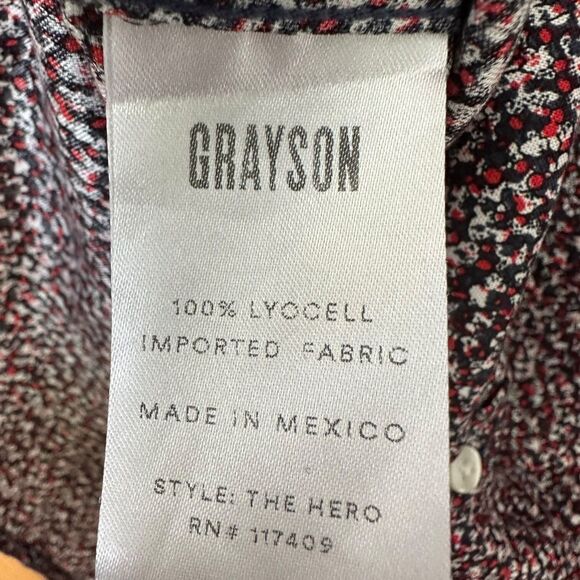 GRAYSON
100% LYOCELL
IMPORTED FABRIC
MADE IN MEXICO
STYLE: THE HERO
RN# 117409